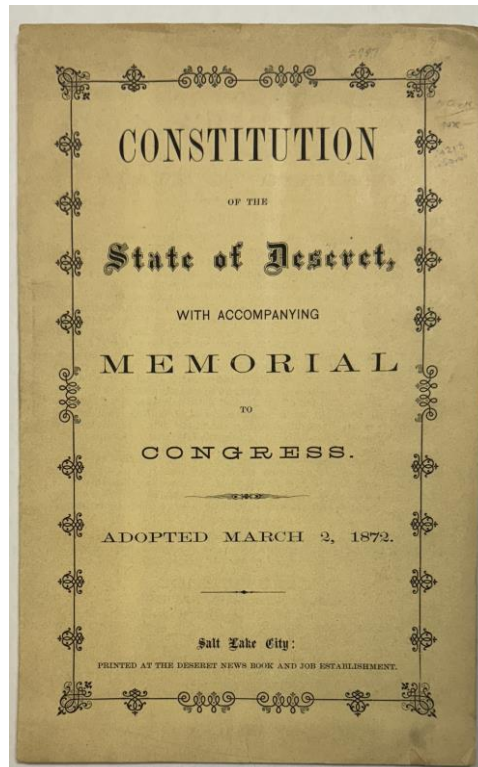 CONSTITUTION
OF THE
State of Deseret,
WITH ACCOMPANYING
MEMORIAL
TO
CONGRESS.
ADOPTED MARCH 2, 1872.
Salt Lake City:
PRINTED AT THE DESERET NEWS BOOK AND JOB ESTABLISHMENT.